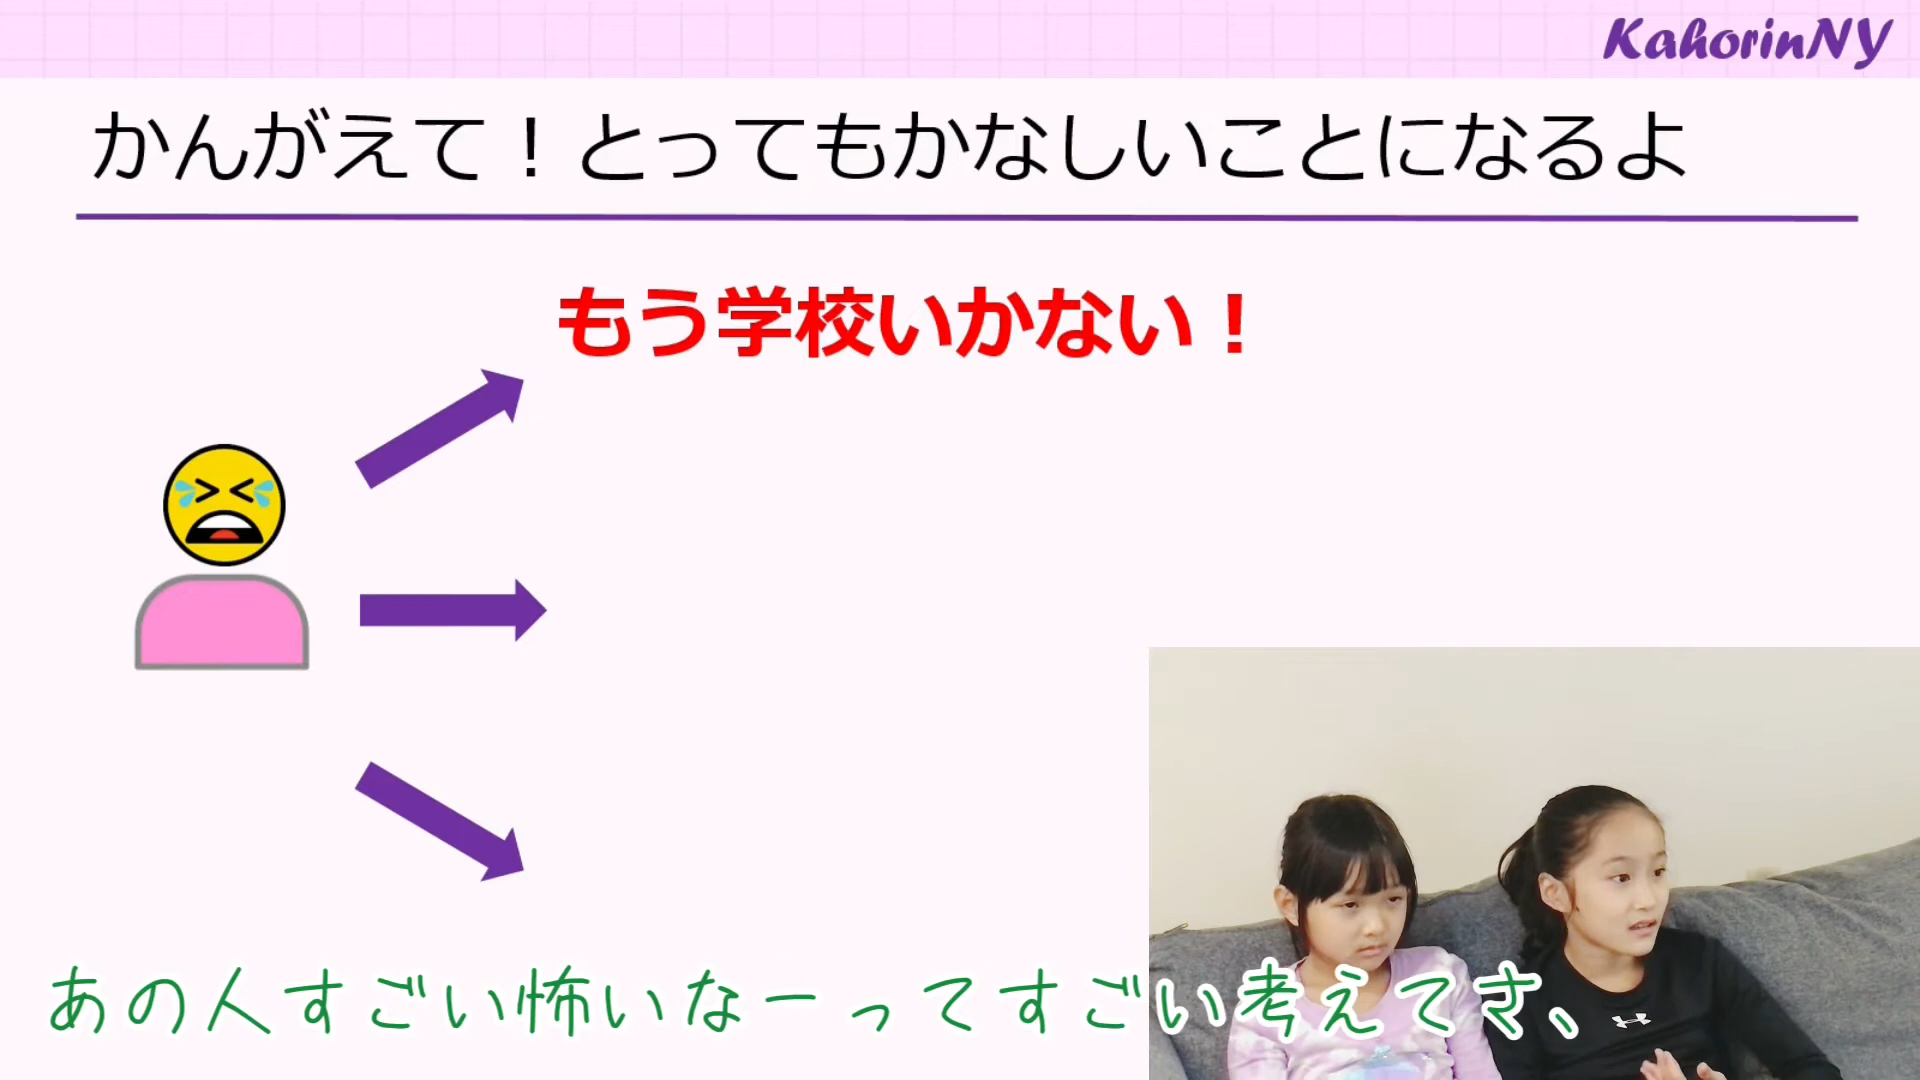 KahorinNY
かんがえて！とってもかなしいことになるよ
もう学校いかない！
あの人すごい怖いなーってすごい考えてさ、